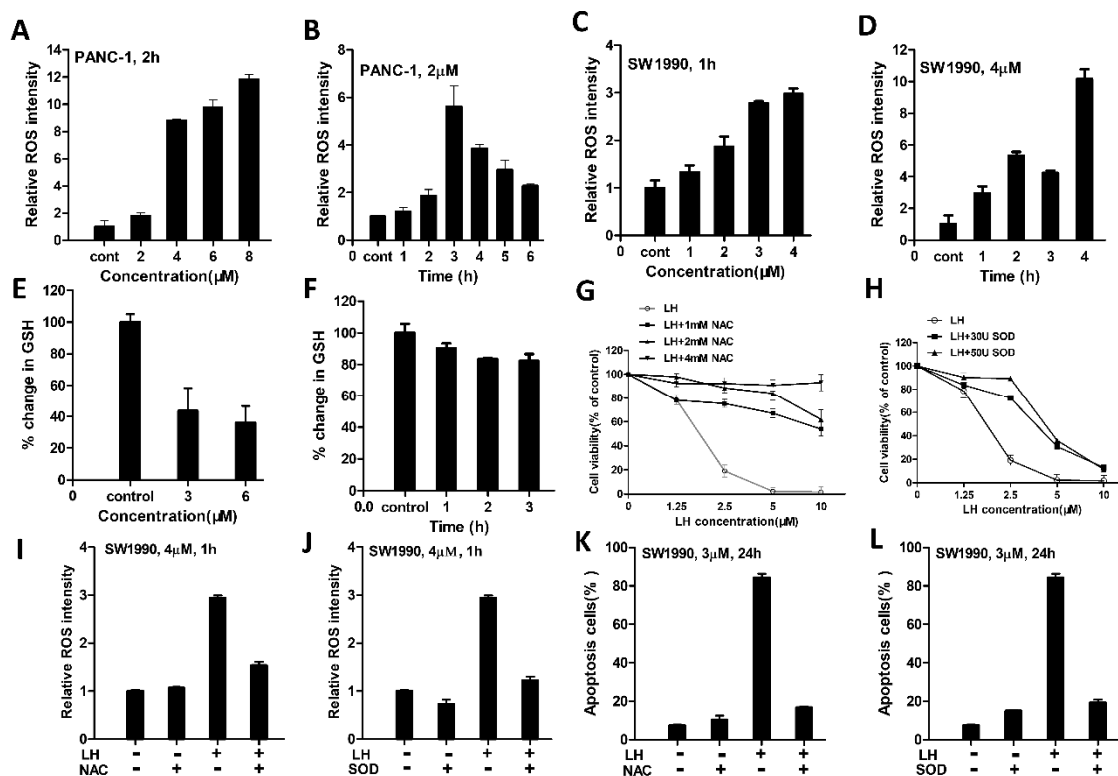 A
PANC-1, 2h
Relative ROS intensity
14
12
10
8
6
4
2
0
0 cont 2 4 6 8
Concentration(μM)
B
PANC-1, 2μM
Relative ROS intensity
8
6
4
2
0
0 cont 1 2 3 4 5 6
Time (h)
C
SW1990, 1h
Relative ROS intensity
4
3
2
1
0
0 cont 1 2 3 4
Concentration(μM)
D
SW1990, 4μM
Relative ROS intensity
14
12
10
8
6
4
2
0
0 cont 1 2 3 4
Time (h)
E
% change in GSH
120
100
80
60
40
20
0
0 control 3 6
Concentration(μM)
F
% change in GSH
140
120
100
80
60
40
20
0
0.0 control 1 2 3
Time (h)
G
LH
LH+1mM NAC
LH+2mM NAC
LH+4mM NAC
Cell viability(% of control)
120
100
80
60
40
20
0
0 1.25 2.5 5 10
LH concentration(μM)
H
LH
LH+30U SOD
LH+50U SOD
Cell viability(% of control)
120
100
80
60
40
20
0
0 1.25 2.5 5 10
LH concentration(μM)
I
SW1990, 4μM, 1h
Relative ROS intensity
4
3
2
1
0
LH - - + +
NAC - + - +
J
SW1990, 4μM, 1h
Relative ROS intensity
4
3
2
1
0
LH - - + +
SOD - + - +
K
SW1990, 3μM, 24h
Apoptosis cells(% )
100
80
60
40
20
0
LH - - + +
NAC - + - +
L
SW1990, 3μM, 24h
Apoptosis cells(% )
100
80
60
40
20
0
LH - - + +
SOD - + - +